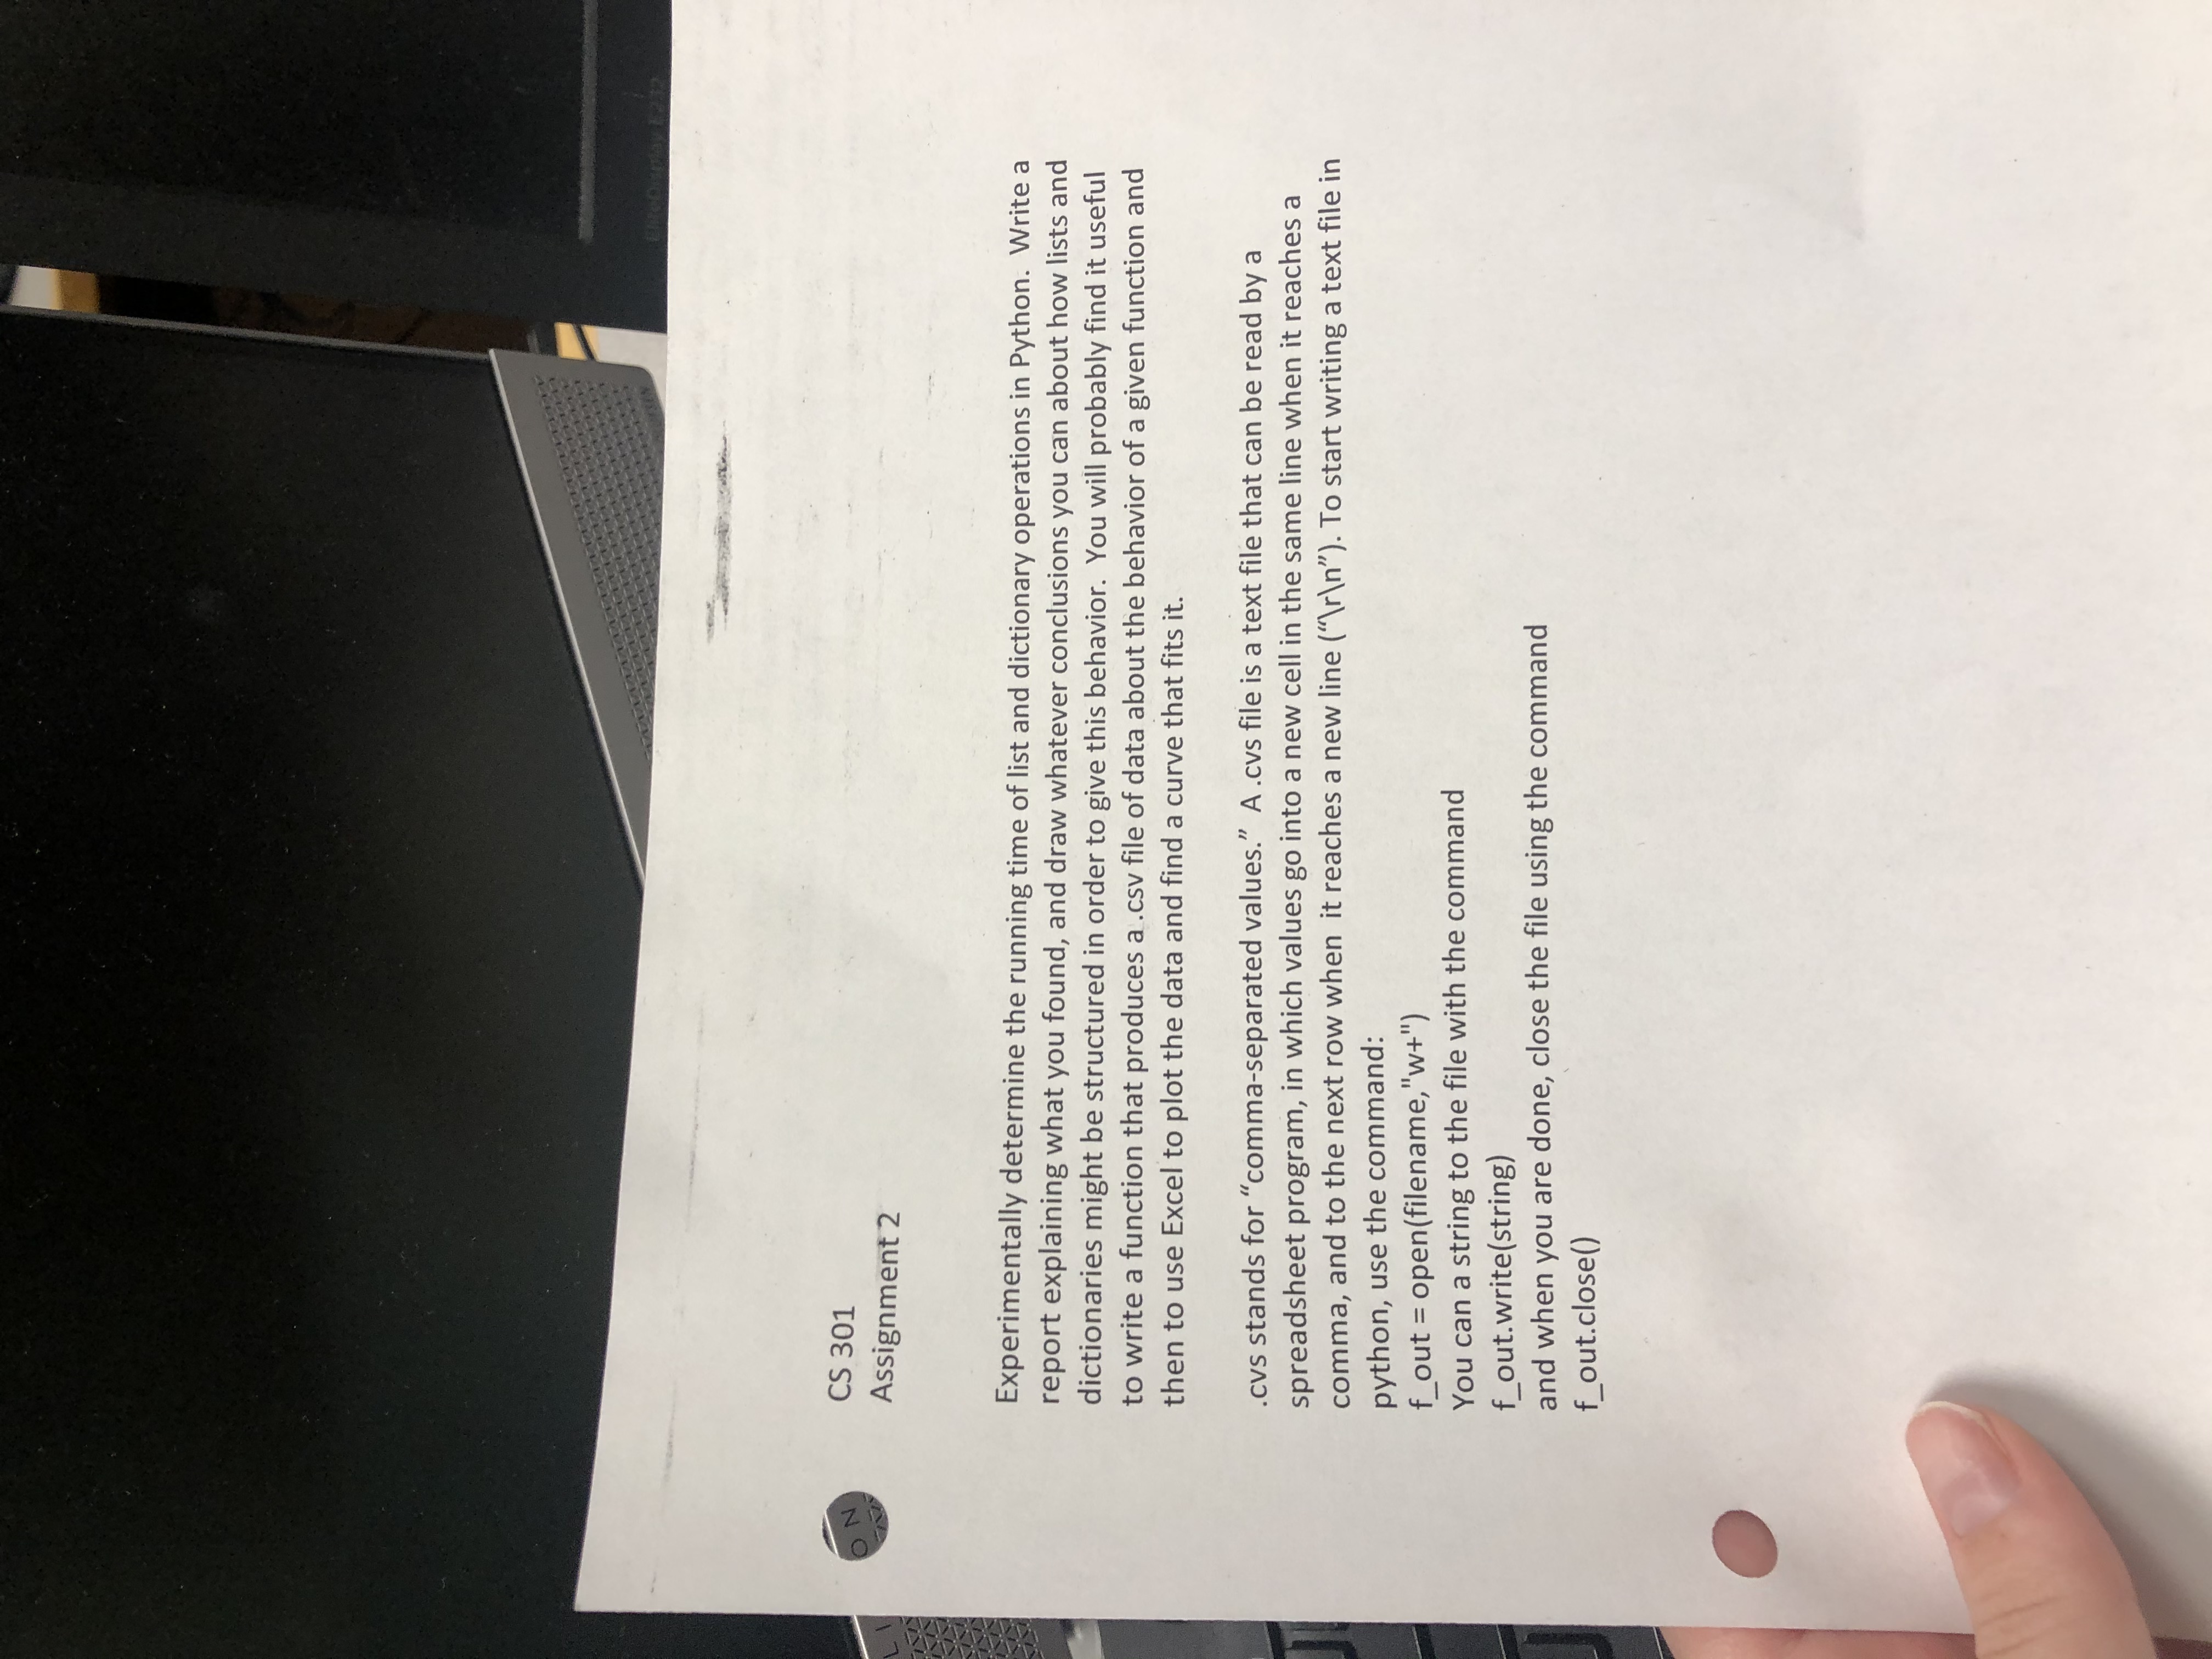 EliteDisplay E232
O N
L I
CS 301
Assignment 2
Experimentally determine the running time of list and dictionary operations in Python.  Write a
report explaining what you found, and draw whatever conclusions you can about how lists and
dictionaries might be structured in order to give this behavior.  You will probably find it useful
to write a function that produces a .csv file of data about the behavior of a given function and
then to use Excel to plot the data and find a curve that fits it.
.cvs stands for “comma-separated values.”  A .cvs file is a text file that can be read by a
spreadsheet program, in which values go into a new cell in the same line when it reaches a
comma, and to the next row when  it reaches a new line (“\r\n”). To start writing a text file in
python, use the command:
f_out = open(filename,"w+")
You can a string to the file with the command
f_out.write(string)
and when you are done, close the file using the command
f_out.close()